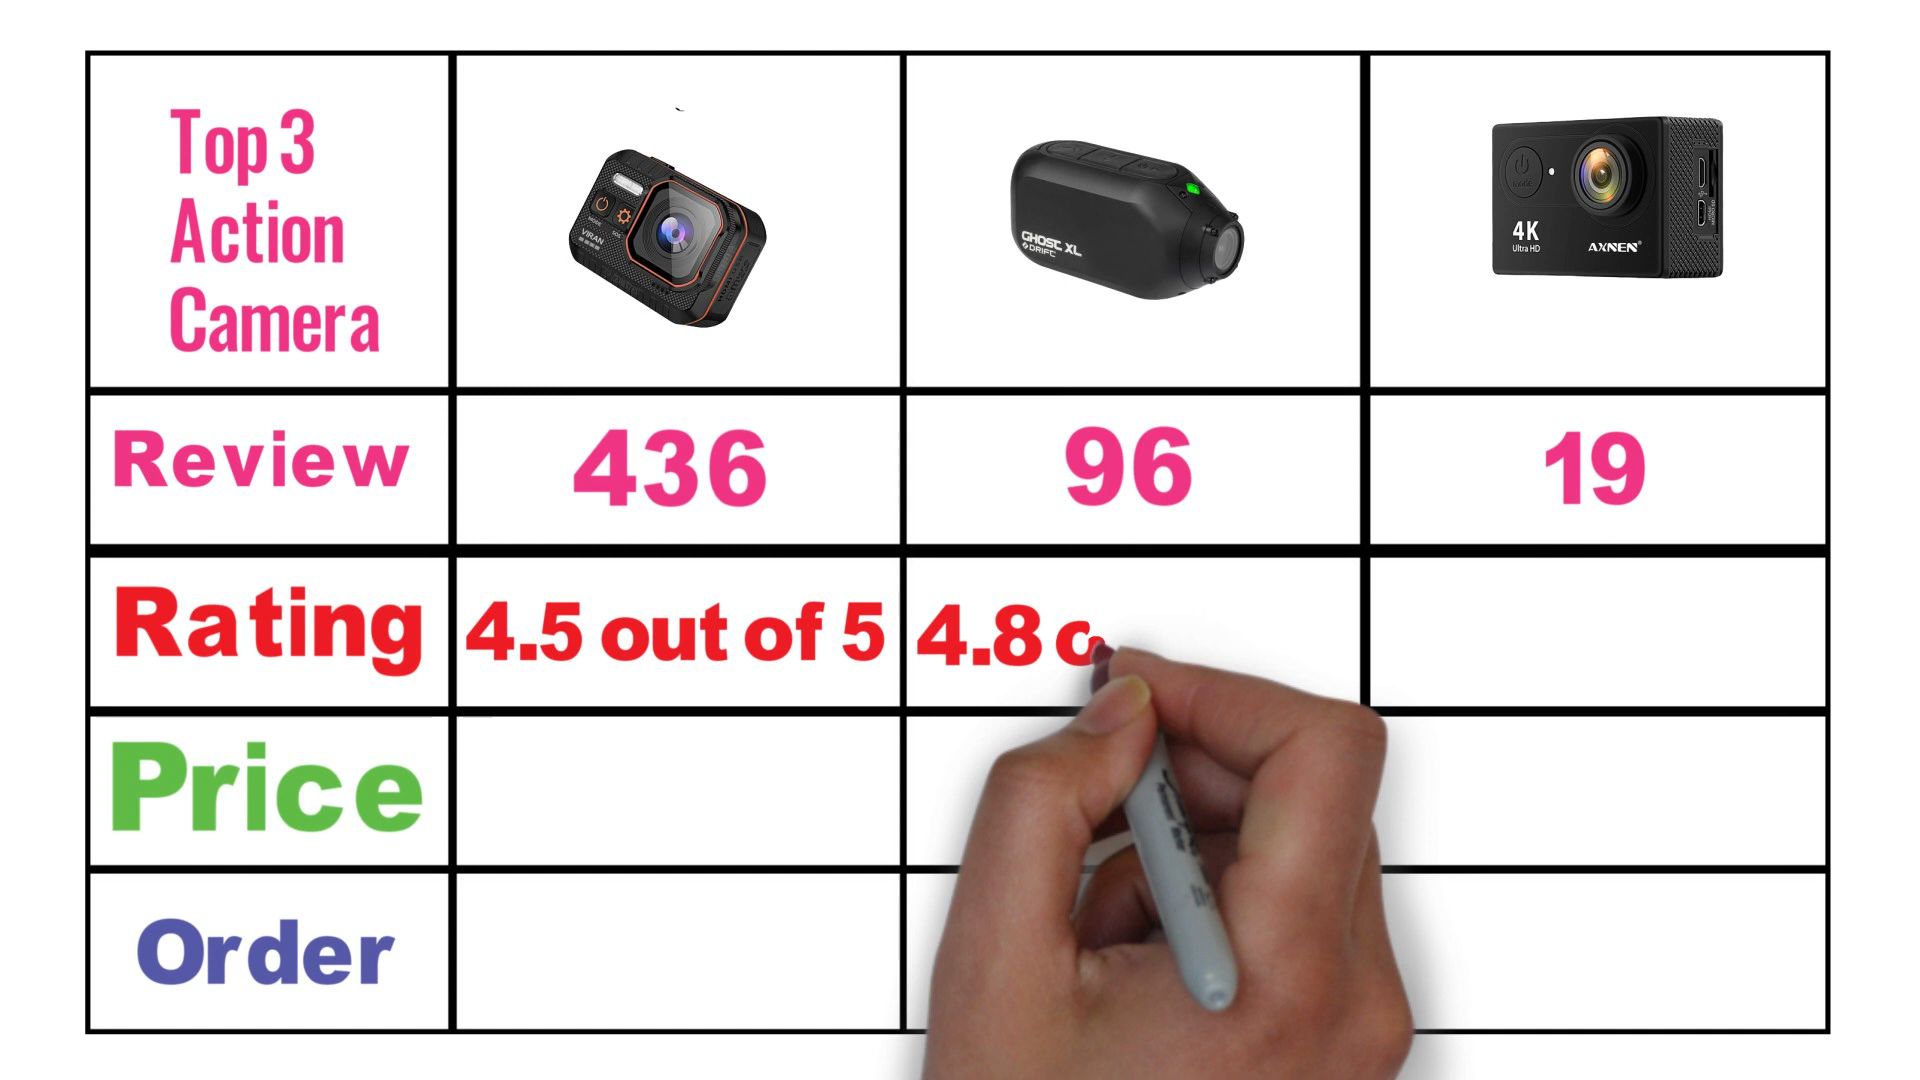 Top 3
Action
Camera
VIRAN
GHOST XL
DRIFT
4K
Ultra HD
AXNEN
Review 436 96 19
Rating 4.5 out of 5 4.8 o
Price
Order